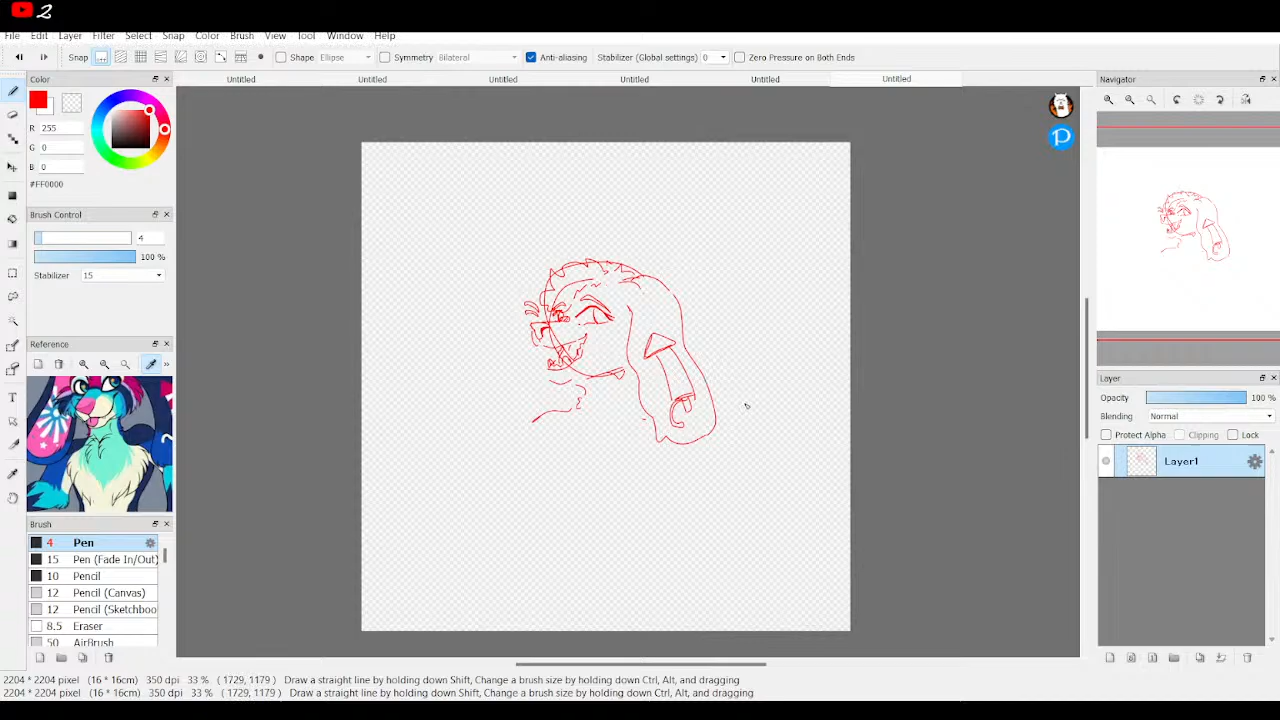 2
File Edit Layer Filter Select Snap Color Brush View Tool Window Help
Snap Shape Ellipse Symmetry Bilateral Anti-aliasing Stabilizer (Global settings) 0 Zero Pressure on Both Ends
Color Untitled Untitled Untitled Untitled Untitled Untitled Navigator
R 255
G 0
B 0
#FF0000
Brush Control
4
100 %
Stabilizer 15
Reference
Layer
Opacity 100 %
Blending Normal
Protect Alpha Clipping Lock
Layer1
Brush
4 Pen
15 Pen (Fade In/Out)
10 Pencil
12 Pencil (Canvas)
12 Pencil (Sketchboo
8.5 Eraser
50 AirBrush
2204 * 2204 pixel (16 * 16cm) 350 dpi 33 % ( 1729, 1179) Draw a straight line by holding down Shift, Change a brush size by holding down Ctrl, Alt, and dragging
2204 * 2204 pixel (16 * 16cm) 350 dpi 33 % ( 1729, 1179) Draw a straight line by holding down Shift, Change a brush size by holding down Ctrl, Alt, and dragging